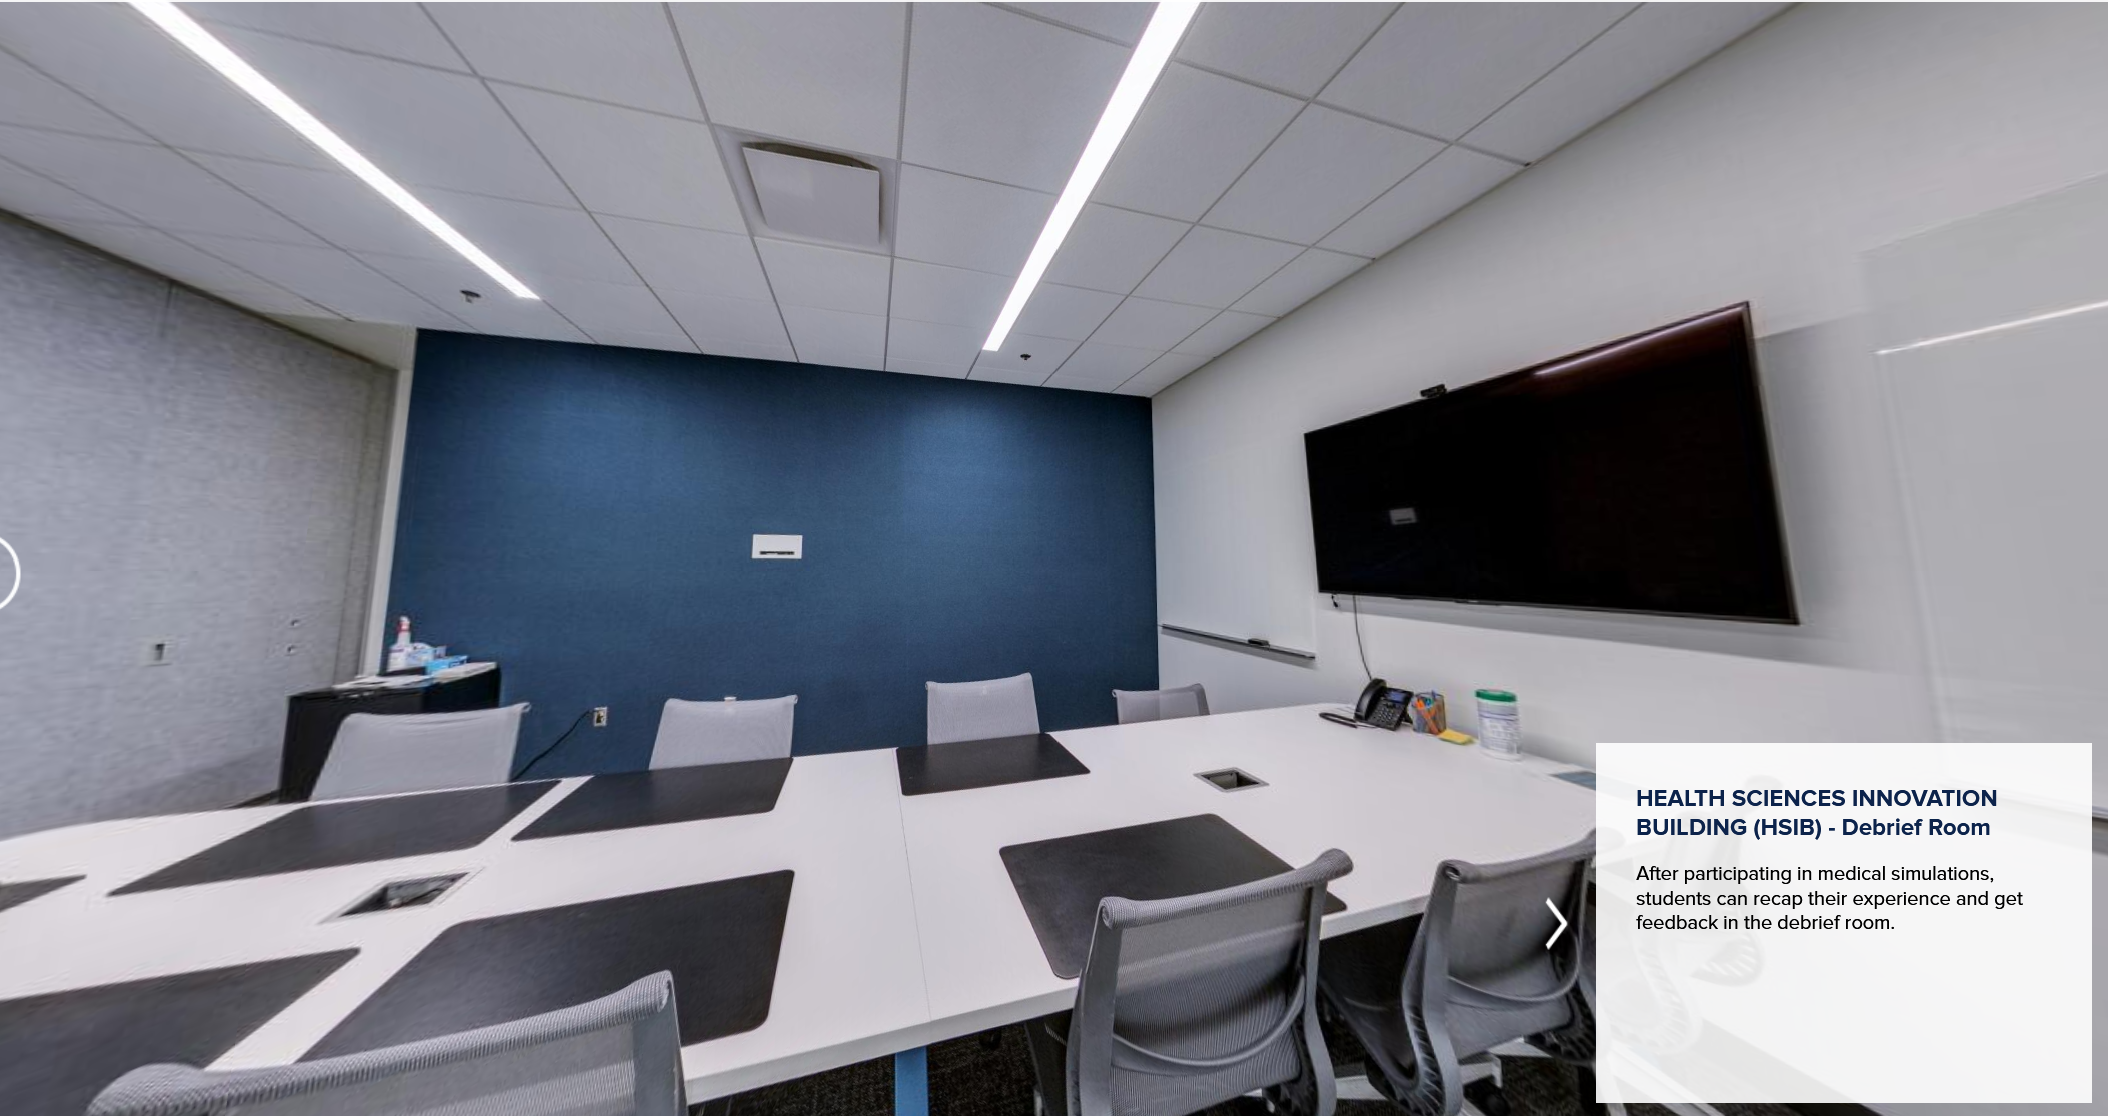 HEALTH SCIENCES INNOVATION
BUILDING (HSIB) - Debrief Room
After participating in medical simulations,
students can recap their experience and get
feedback in the debrief room.